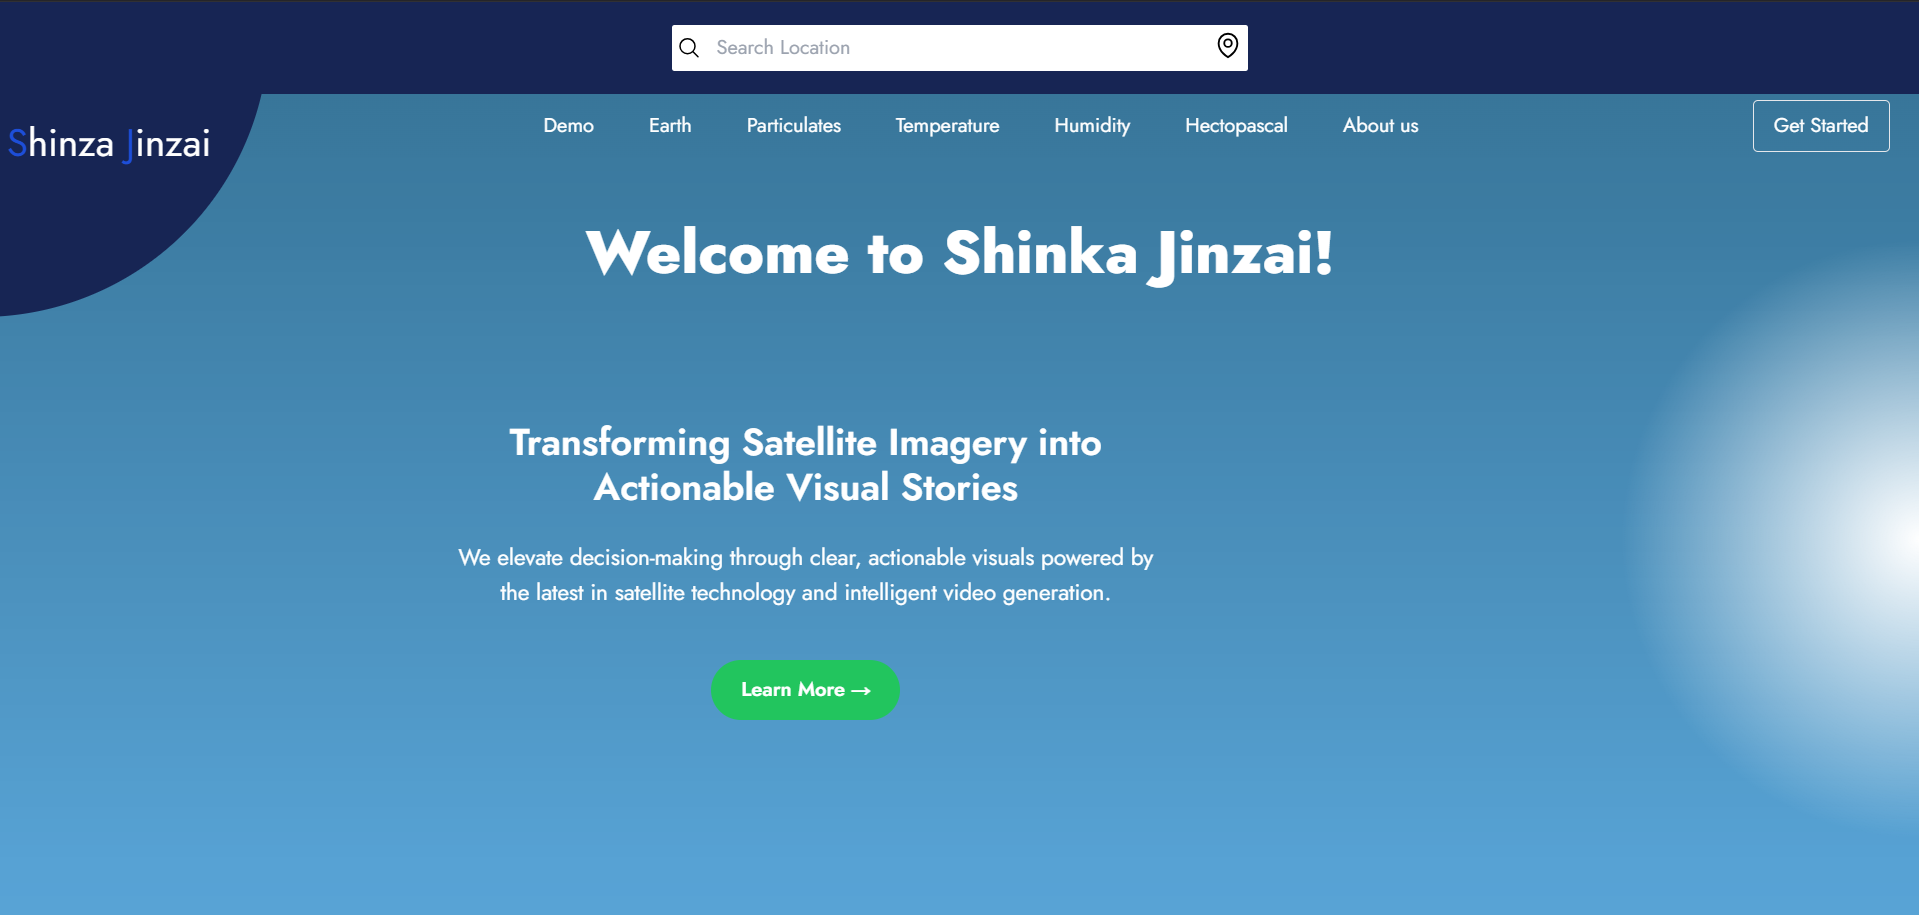 Search Location
Shinza Jinzai
Demo Earth Particulates Temperature Humidity Hectopascal About us
Get Started
Welcome to Shinka Jinzai!
Transforming Satellite Imagery into
Actionable Visual Stories
We elevate decision-making through clear, actionable visuals powered by
the latest in satellite technology and intelligent video generation.
Learn More →